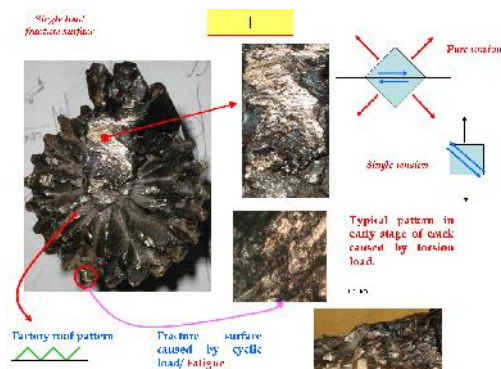 Single load
fracture surface
Pure tension
Single tension
Typical pattern in
early stage of crack
caused by torsion
load.
Factory roof pattern
Fracture surface
caused by cyclic
load/ Fatigue